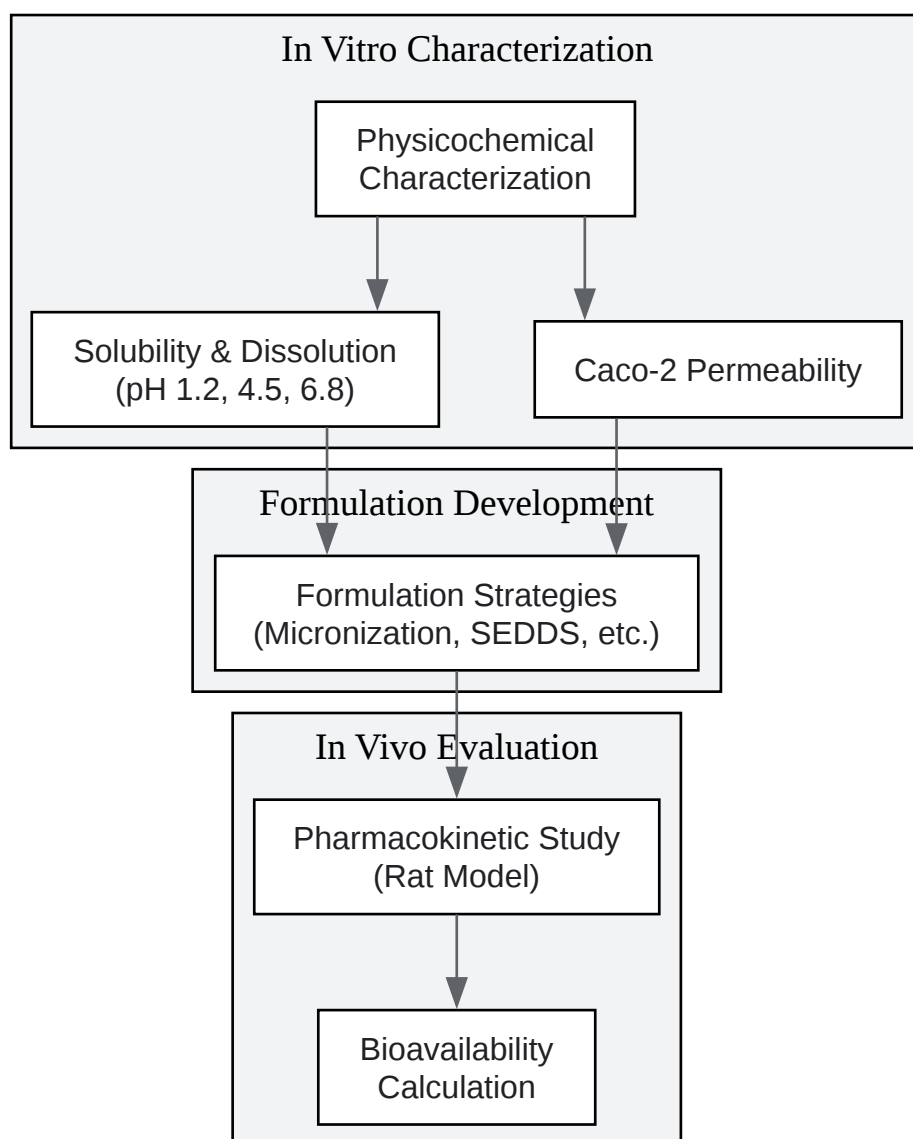 In Vitro Characterization
Physicochemical
Characterization
Solubility & Dissolution
(pH 1.2, 4.5, 6.8)
Caco-2 Permeability
Formulation Development
Formulation Strategies
(Micronization, SEDDS, etc.)
In Vivo Evaluation
Pharmacokinetic Study
(Rat Model)
Bioavailability
Calculation